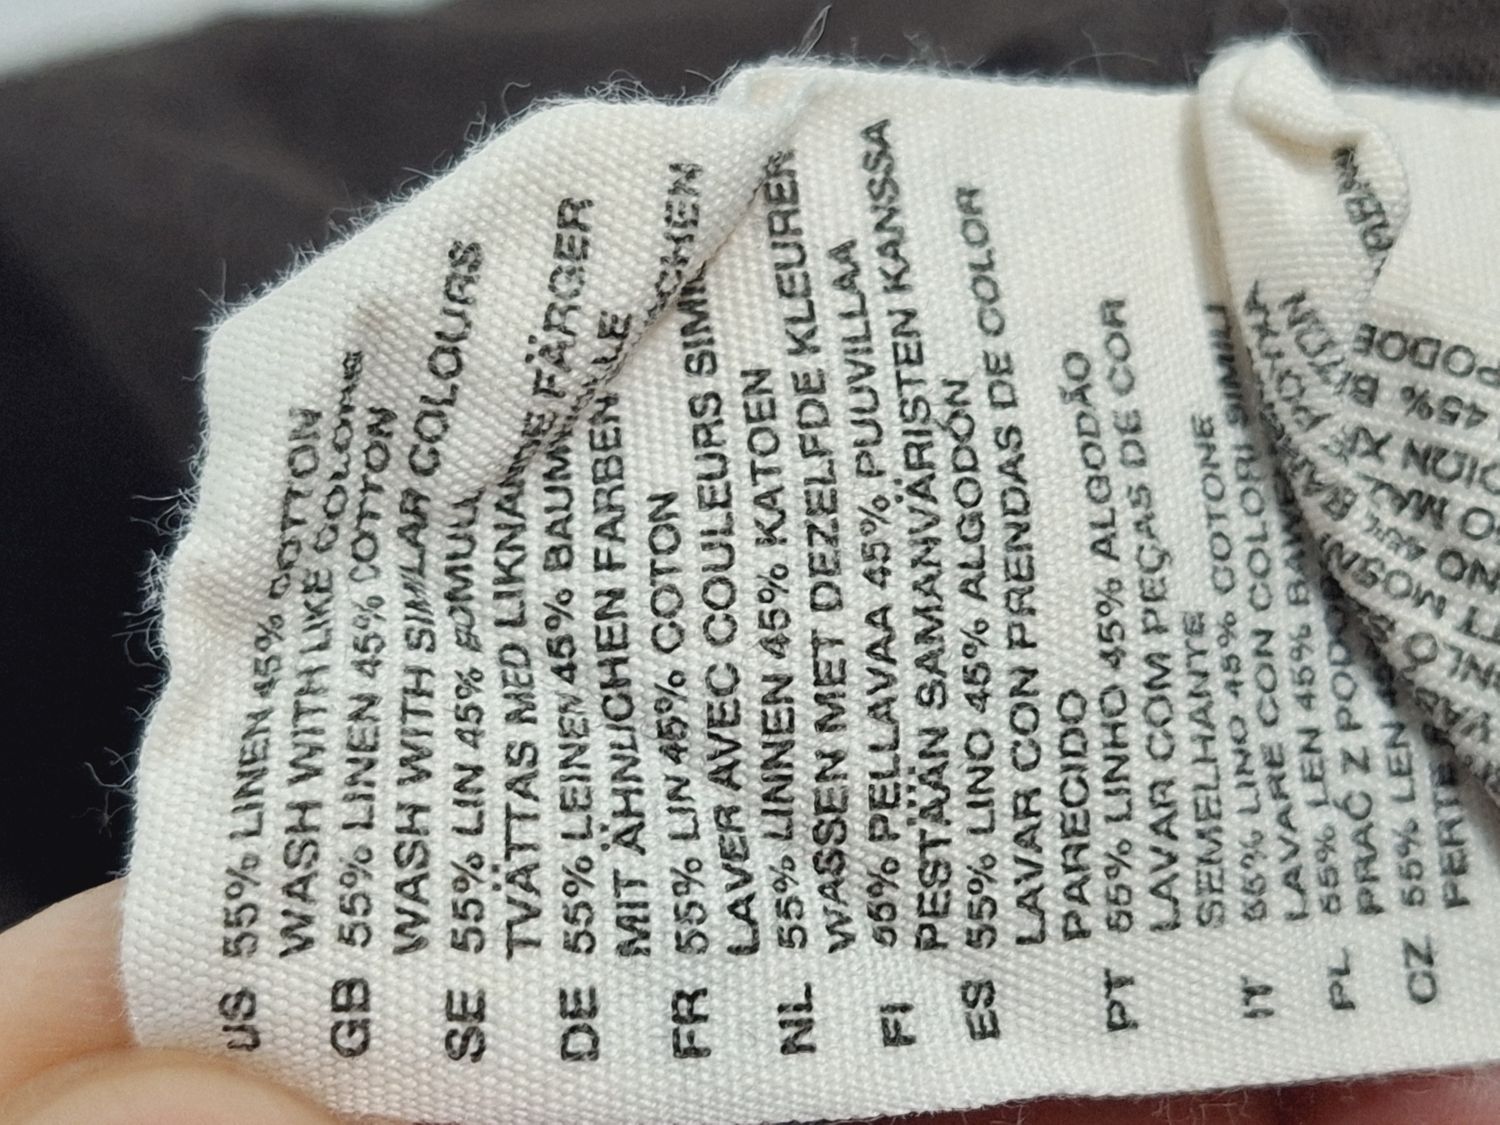 US 55% LINEN 45% COTTON
WASH WITH LIKE COLORS
GB 55% LINEN 45% COTTON
WASH WITH SIMILAR COLOURS
SE 55% LIN 45% BOMULL
TVÄTTAS MED LIKNANDE FÄRGER
DE 55% LEINEN 45% BAUMWOLLE
MIT ÄHNLICHEN FARBEN WASCHEN
FR 55% LIN 45% COTON
LAVER AVEC COULEURS SIMIL
NL 55% LINNEN 45% KATOEN
WASSEN MET DEZELFDE KLEUREN
FI 55% PELLAVAA 45% PUUVILLAA
PESTÄÄN SAMANVÄRISTEN KANSSA
ES 55% LINO 45% ALGODÓN
LAVAR CON PRENDAS DE COLOR
PARECIDO
PT 55% LINHO 45% ALGODÃO
LAVAR COM PEÇAS DE COR
SEMELHANTE
IT 55% LINO 45% COTONE
LAVARE CON COLORI SIMILI
PL 55% LEN 45%
PRAĆ Z
CZ 55% LEN